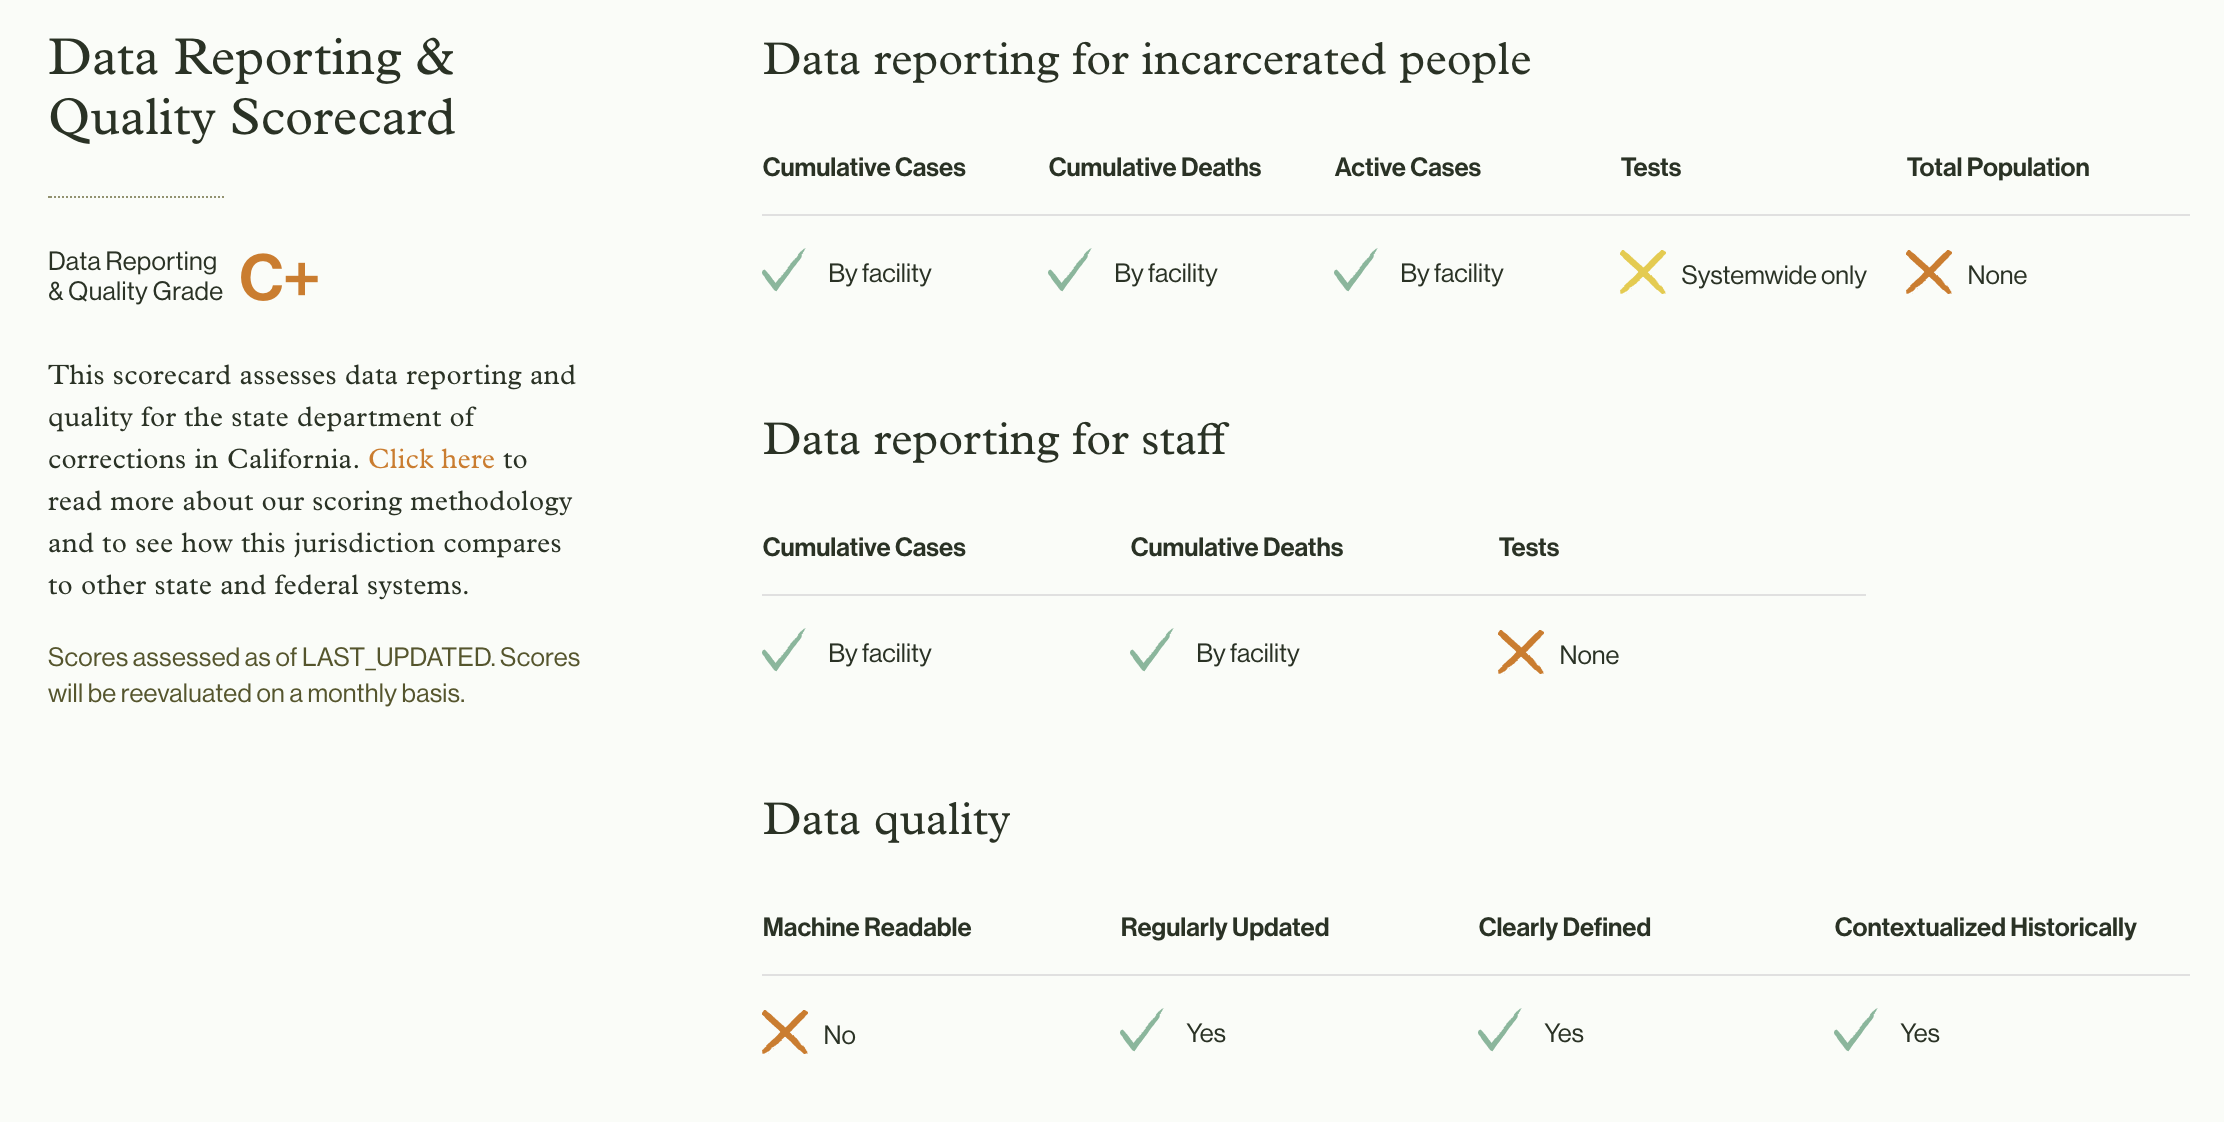 Data Reporting &
Quality Scorecard
Data Reporting
& Quality Grade
C+
This scorecard assesses data reporting and
quality for the state department of
corrections in California. Click here to
read more about our scoring methodology
and to see how this jurisdiction compares
to other state and federal systems.
Scores assessed as of LAST_UPDATED. Scores
will be reevaluated on a monthly basis.
Data reporting for incarcerated people
Cumulative Cases Cumulative Deaths Active Cases Tests Total Population
By facility By facility By facility Systemwide only None
Data reporting for staff
Cumulative Cases Cumulative Deaths Tests
By facility By facility None
Data quality
Machine Readable Regularly Updated Clearly Defined Contextualized Historically
No Yes Yes Yes